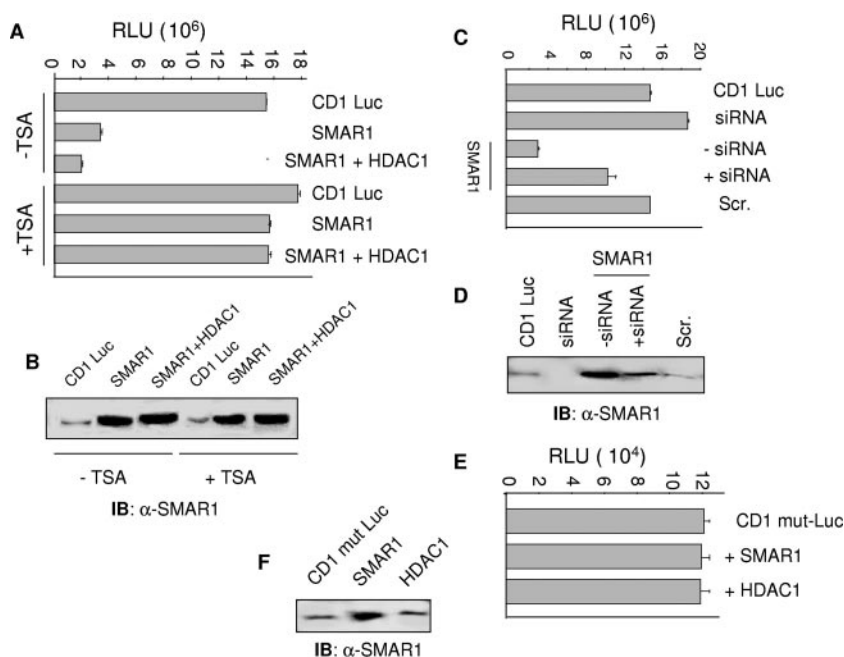 A
RLU (10⁶)
0 2 4 6 8 10 12 14 16 18
-TSA
CD1 Luc
SMAR1
SMAR1 + HDAC1
+TSA
CD1 Luc
SMAR1
SMAR1 + HDAC1
B
CD1 Luc
SMAR1
SMAR1+HDAC1
CD1 Luc
SMAR1
SMAR1+HDAC1
- TSA
+ TSA
IB: α-SMAR1
C
RLU (10⁶)
0 4 8 12 16 20
CD1 Luc
siRNA
SMAR1
- siRNA
+ siRNA
Scr.
D
SMAR1
CD1 Luc
siRNA
-siRNA
+siRNA
Scr.
IB: α-SMAR1
E
RLU ( 10⁴)
0 2 4 6 8 10 12
CD1 mut-Luc
+ SMAR1
+ HDAC1
F
CD1 mut Luc
SMAR1
HDAC1
IB: α-SMAR1